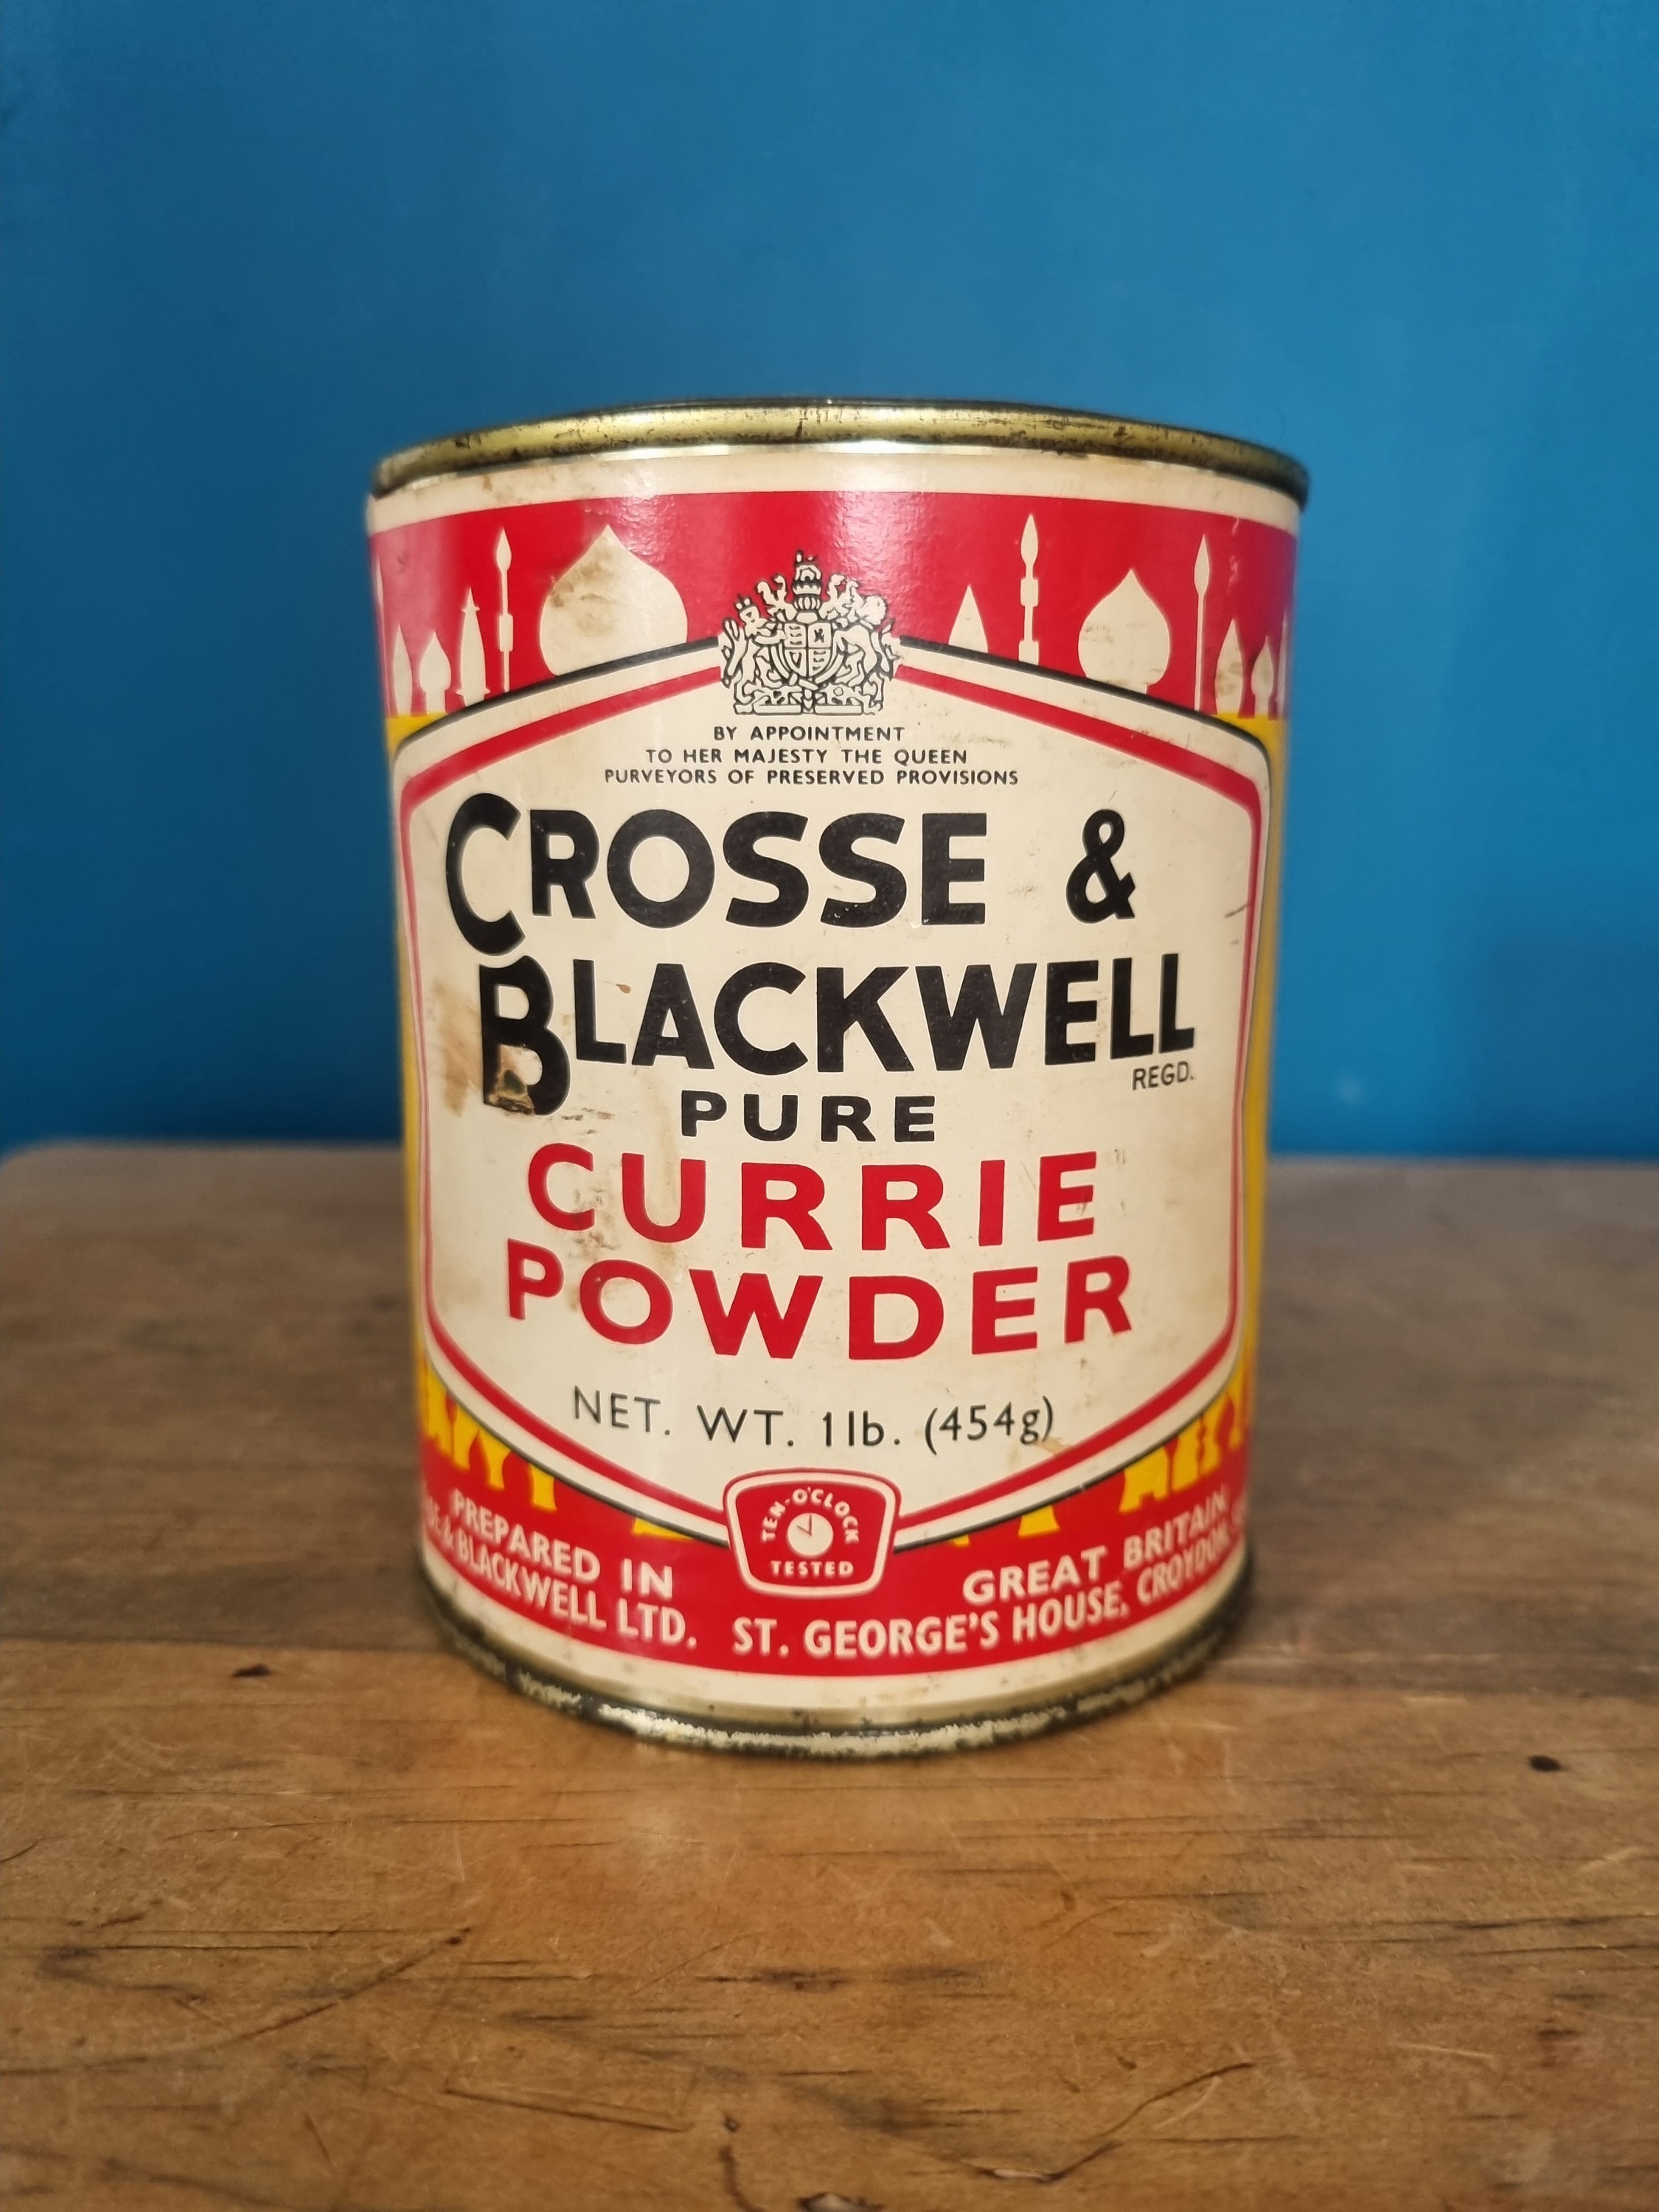 BY APPOINTMENT
TO HER MAJESTY THE QUEEN
PURVEYORS OF PRESERVED PROVISIONS
CROSSE &
BLACKWELL
REGD.
PURE
CURRIE
POWDER
NET. WT. 1lb. (454g)
TEN-O'CLOCK
TESTED
PREPARED IN GREAT BRITAIN
& BLACKWELL LTD. ST. GEORGE'S HOUSE, CROYDON,